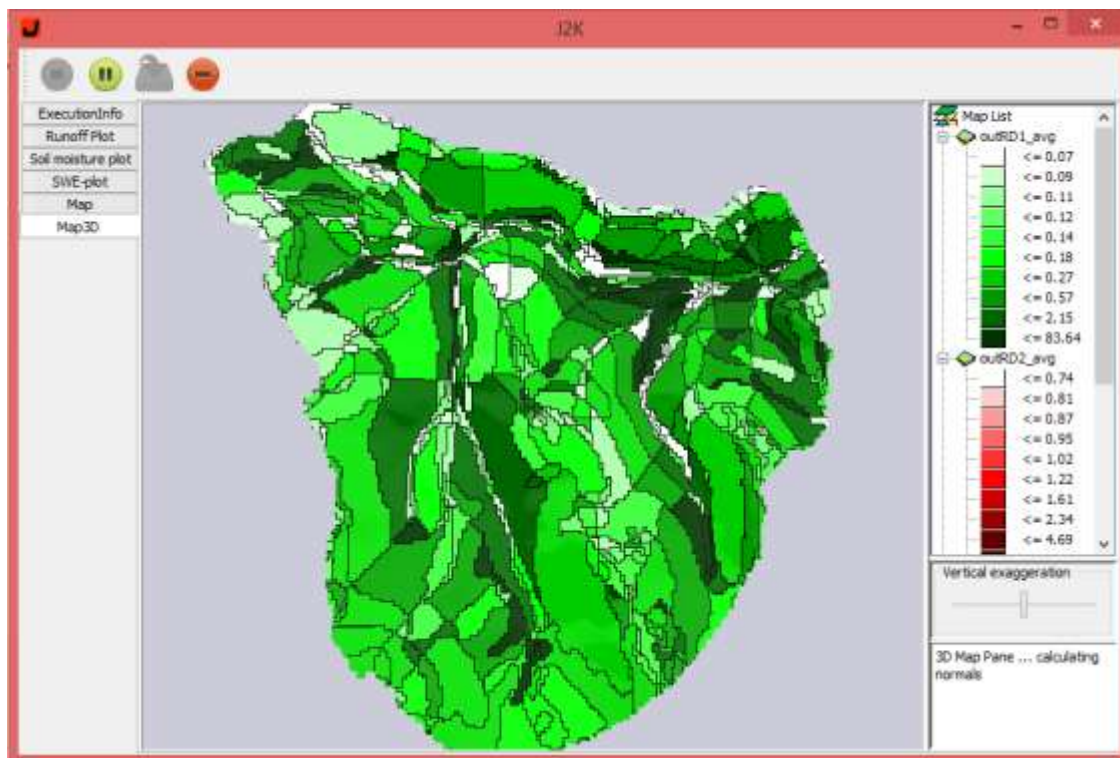 J2K
ExecutionInfo
Runoff Plot
Soil moisture plot
SWE-plot
Map
Map3D
Map List
outRD1_avg
<= 0.07
<= 0.09
<= 0.11
<= 0.12
<= 0.14
<= 0.18
<= 0.27
<= 0.57
<= 2.15
<= 83.64
outRD2_avg
<= 0.74
<= 0.81
<= 0.87
<= 0.95
<= 1.02
<= 1.22
<= 1.61
<= 2.34
<= 4.69
Vertical exaggeration
3D Map Pane ... calculating
normals